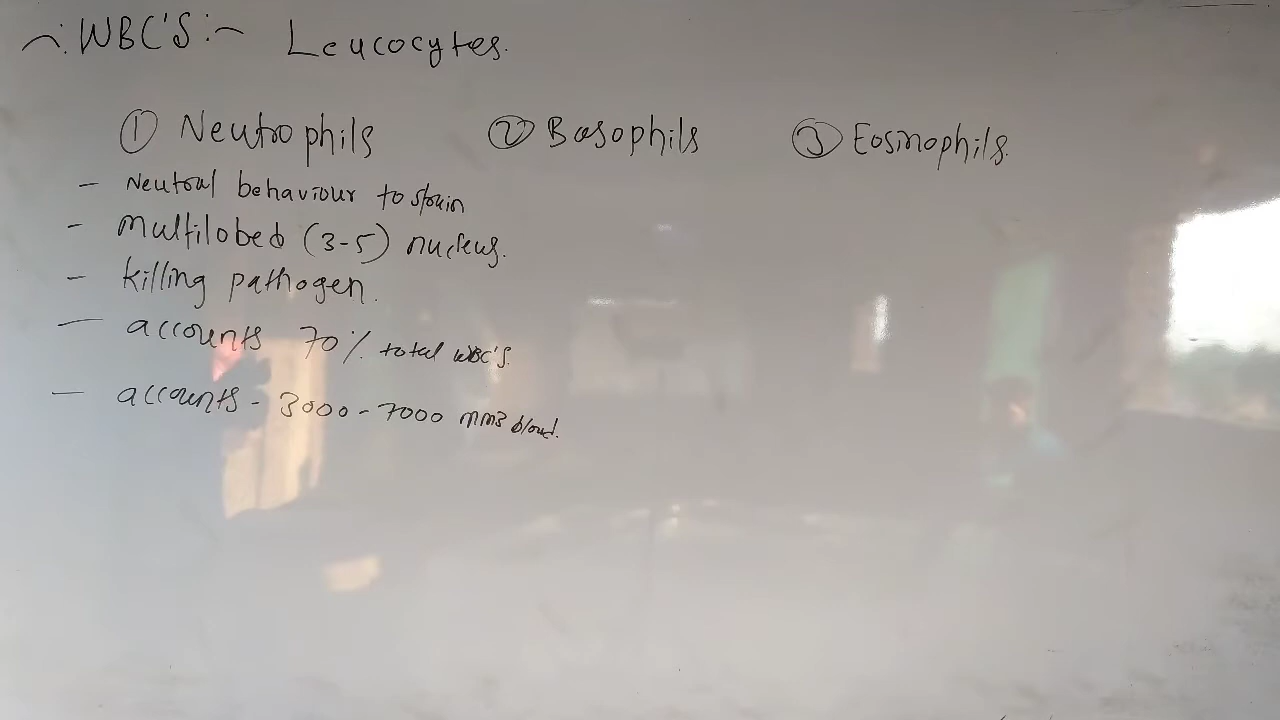 WBC'S :- Leucocytes.
① Neutrophils ② Basophils ③ Eosinophils.
- Neutral behaviour to stain
- multilobed (3-5) nucleus.
- killing pathogen.
- accounts 70% total WBC'S.
- accounts - 3000-7000 mm3 blood.